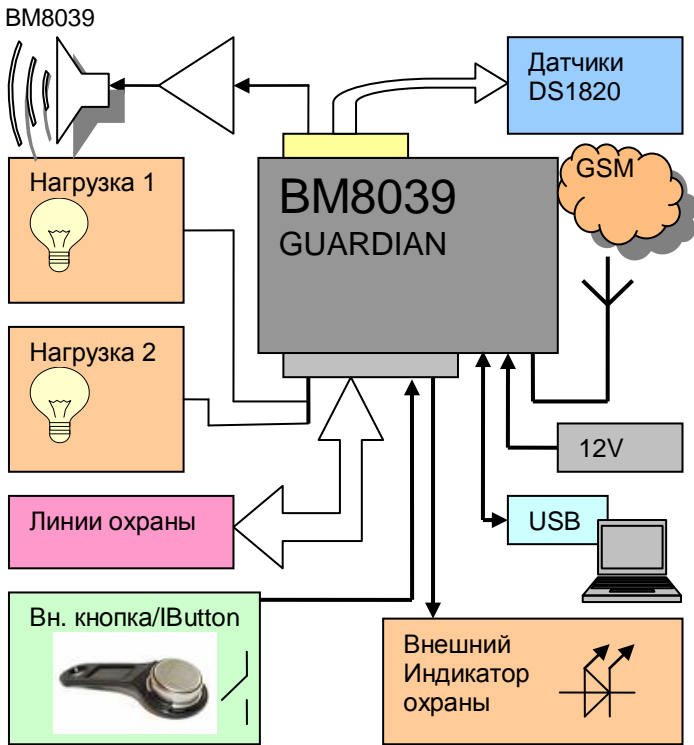 BM8039
Датчики
DS1820
GSM
Нагрузка 1
BM8039
GUARDIAN
Нагрузка 2
12V
Линии охраны
USB
Вн. кнопка/IButton
Внешний
Индикатор
охраны